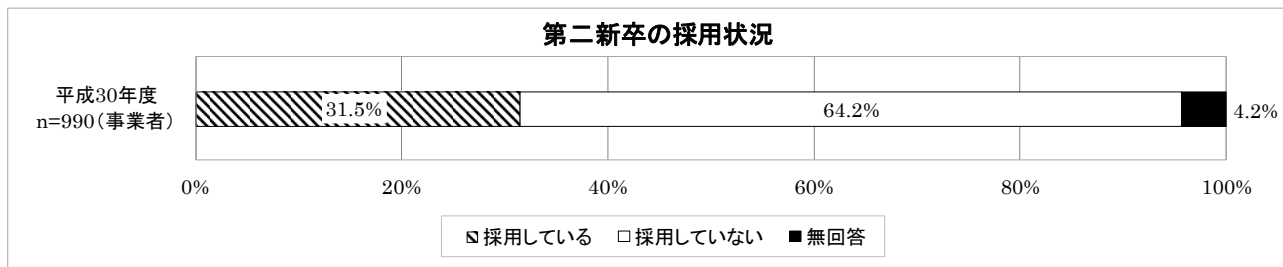 第二新卒の採用状況
平成30年度
n=990(事業者)
31.5%
64.2%
4.2%
0%
20%
40%
60%
80%
100%
採用している 採用していない 無回答